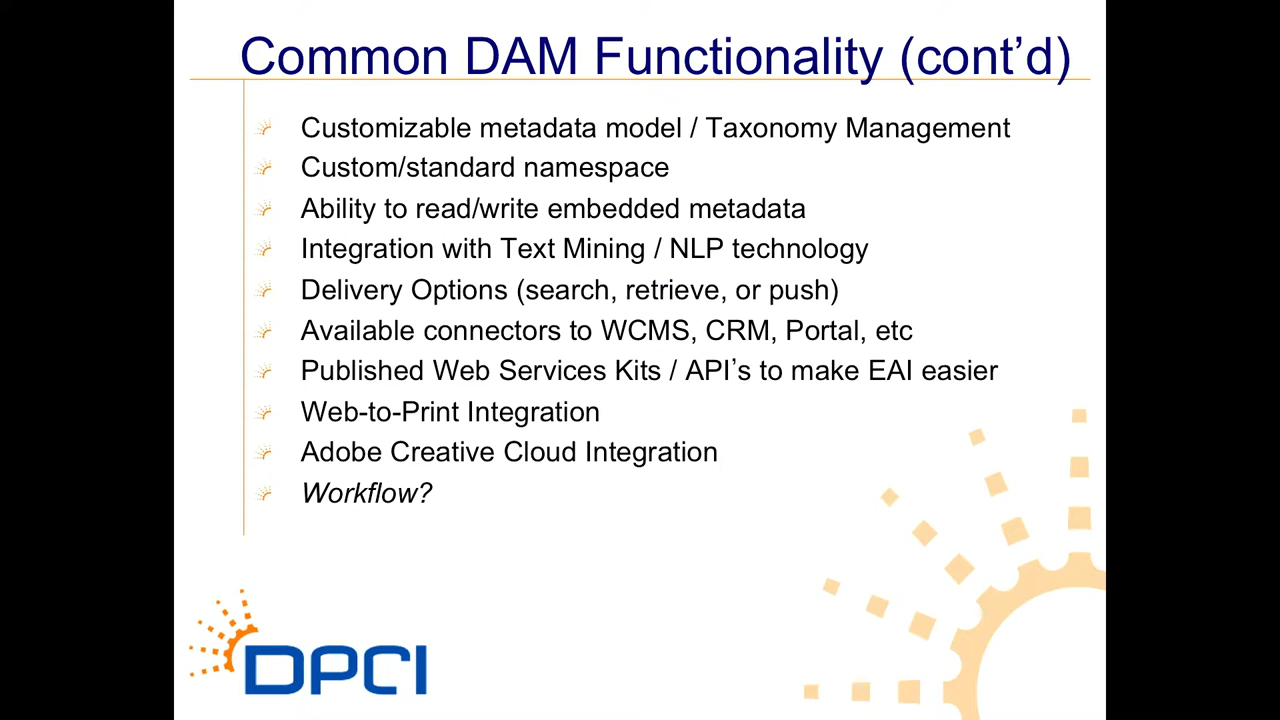 Common DAM Functionality (cont’d)
Customizable metadata model / Taxonomy Management
Custom/standard namespace
Ability to read/write embedded metadata
Integration with Text Mining / NLP technology
Delivery Options (search, retrieve, or push)
Available connectors to WCMS, CRM, Portal, etc
Published Web Services Kits / API’s to make EAI easier
Web-to-Print Integration
Adobe Creative Cloud Integration
Workflow?
DPCI